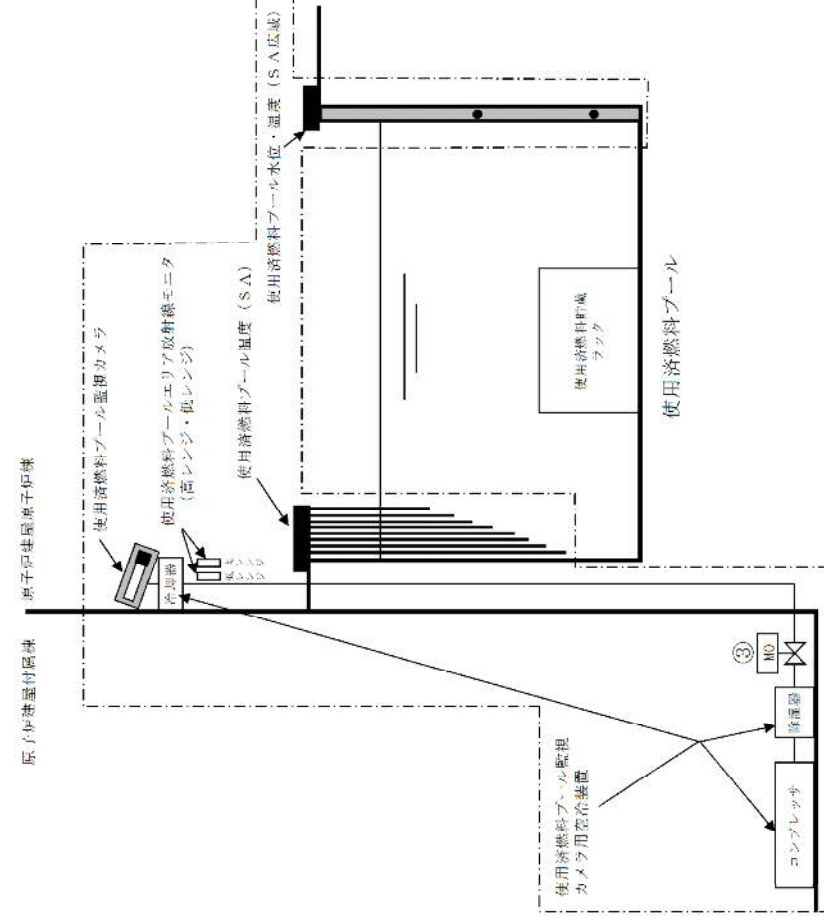 原子炉建屋付属棟
原子炉建屋原子炉棟
使用済燃料プール監視カメラ
使用済燃料プールエリア放射線モニタ
(高レンジ・低レンジ)
冷却器
使用済燃料プール温度(SA)
使用済燃料プール水位・温度(SA広域)
使用済燃料貯蔵
ラック
使用済燃料プール
使用済燃料プール監視
カメラ用空冷装置
③
MO
除湿器
コンプレッサ